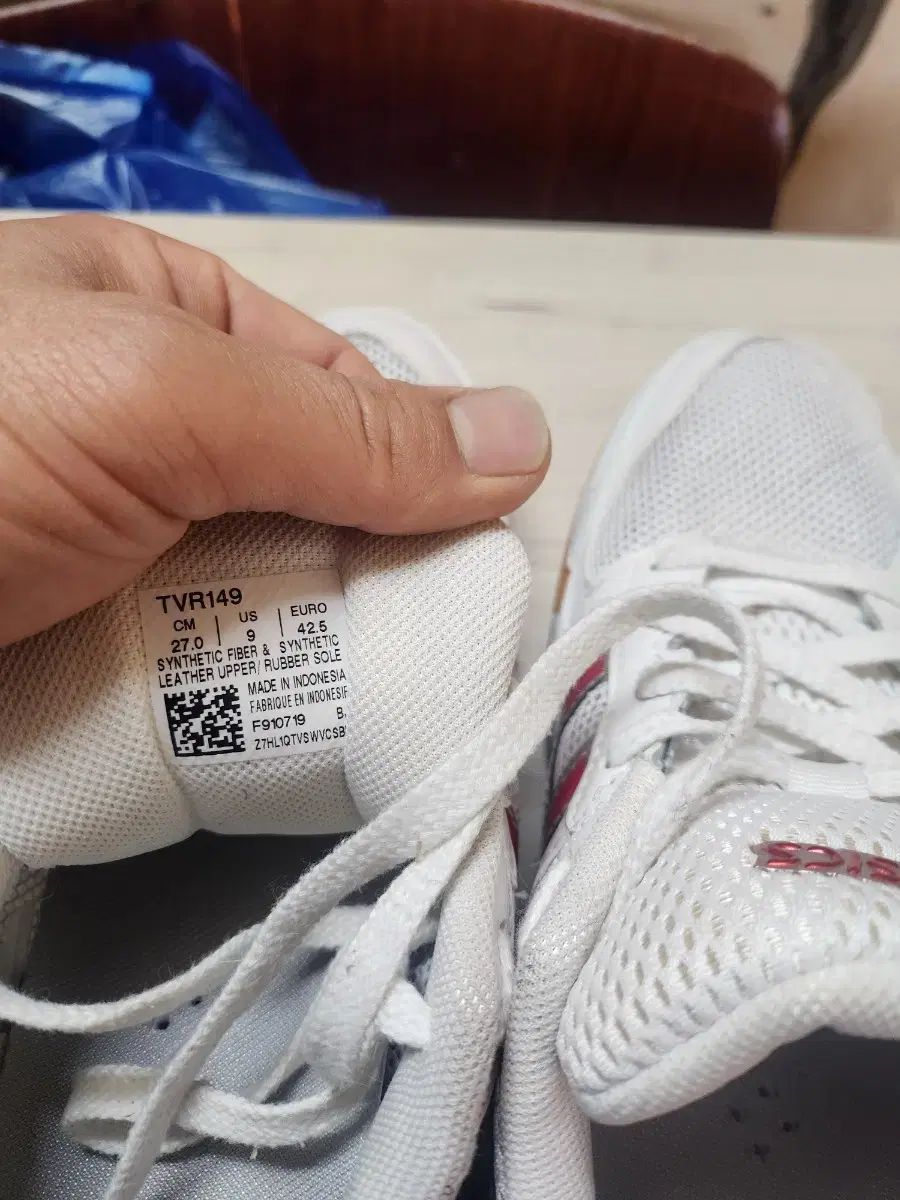 TVR149
CM | US | EURO
27.0 | 9 | 42.5
SYNTHETIC FIBER & SYNTHETIC
LEATHER UPPER/ RUBBER SOLE
MADE IN INDONESIA
FABRIQUE EN INDONESIE
F910719 B.
Z7HL1QTVSWVCSB
sics